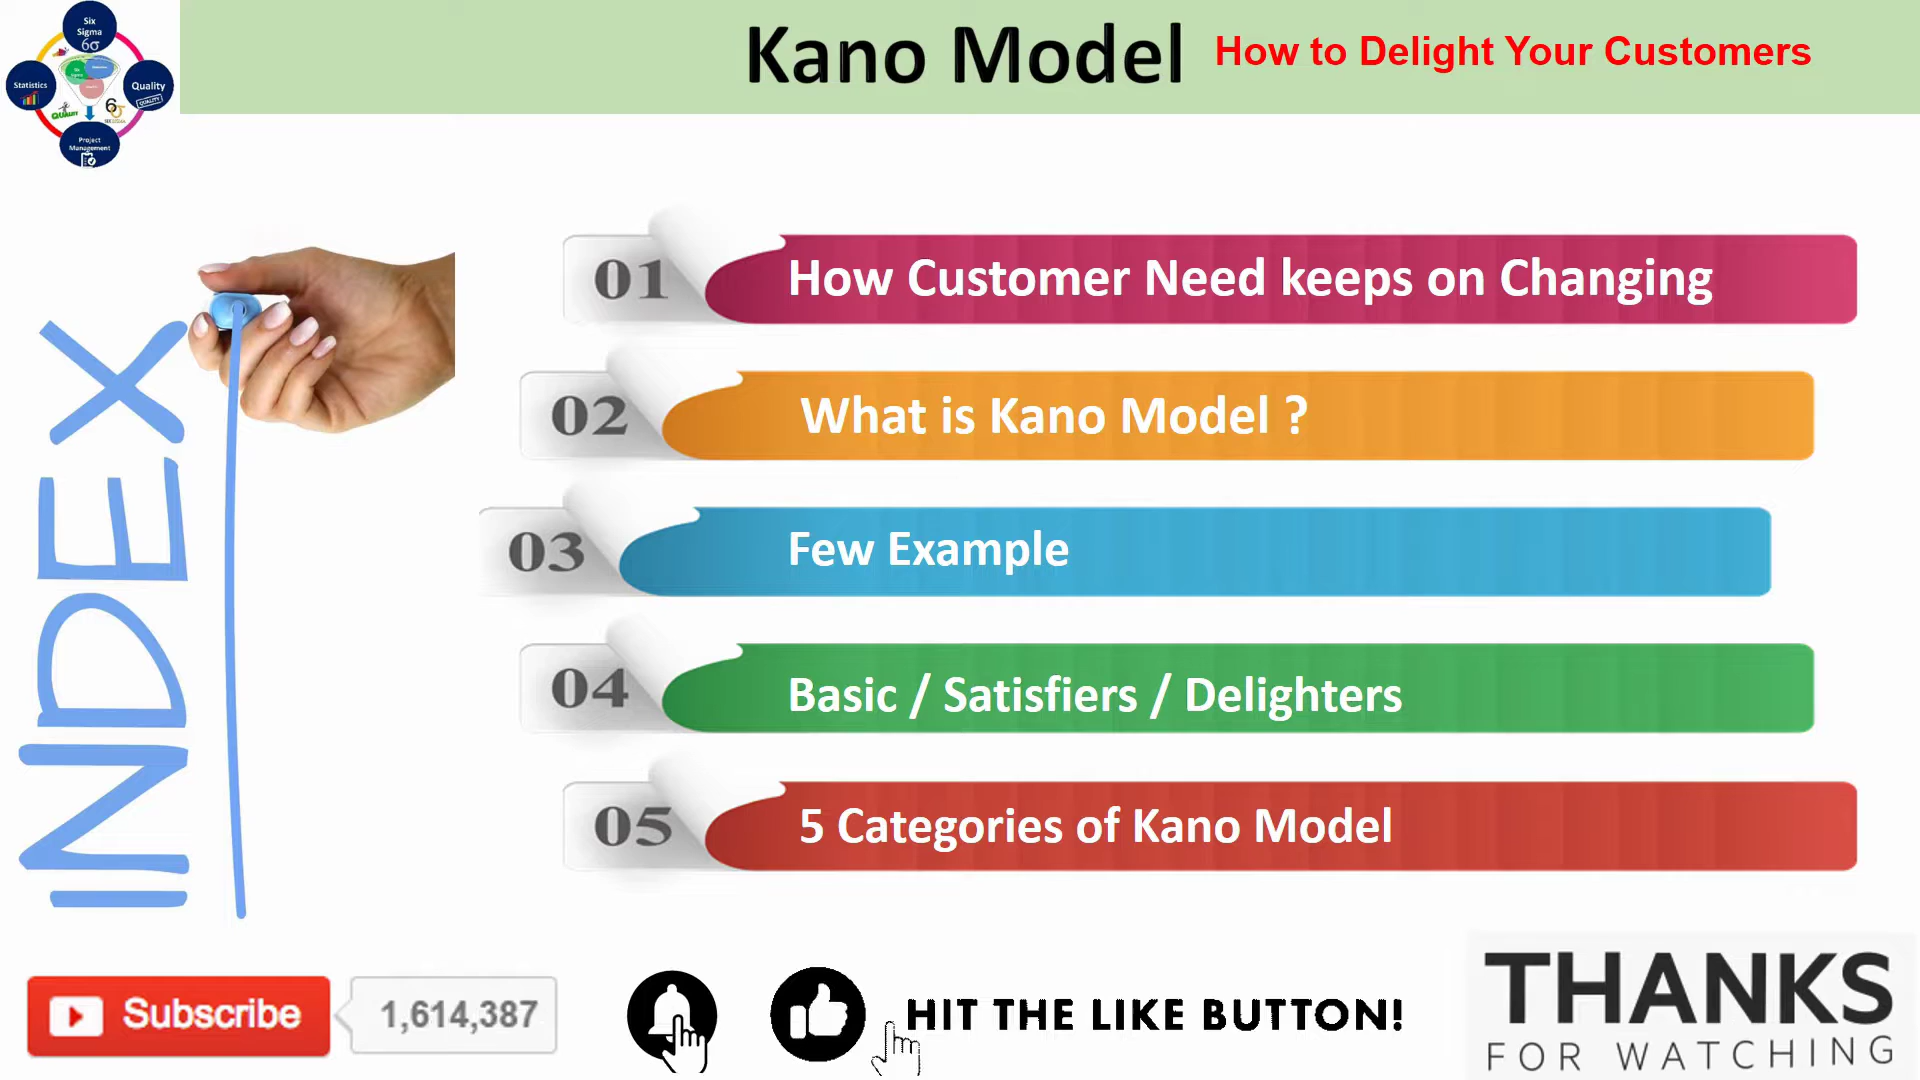 Six
Sigma
6σ
Statistics
Quality
QUALITY
Project
Management
Kano Model
How to Delight Your Customers
INDEX
01
How Customer Need keeps on Changing
02
What is Kano Model ?
03
Few Example
04
Basic / Satisfiers / Delighters
05
5 Categories of Kano Model
Subscribe
1,614,387
HIT THE LIKE BUTTON!
THANKS
FOR WATCHING